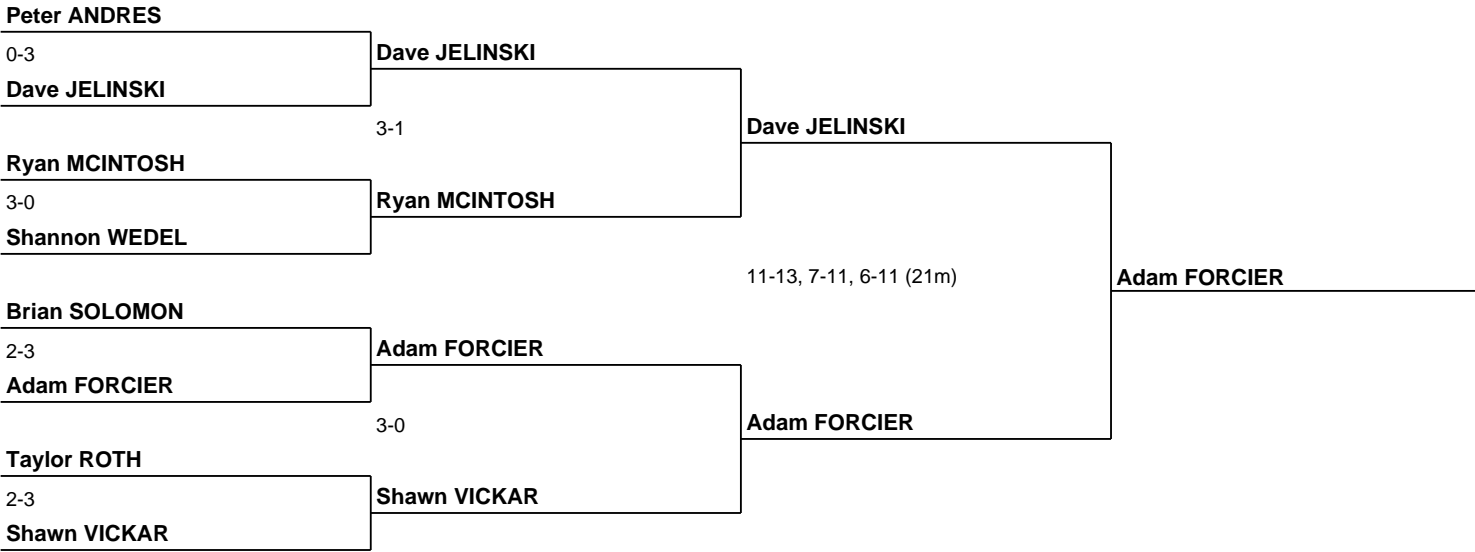 Peter ANDRES
0-3
Dave JELINSKI
Dave JELINSKI
3-1
Dave JELINSKI
Ryan MCINTOSH
3-0
Ryan MCINTOSH
Shannon WEDEL
11-13, 7-11, 6-11 (21m)
Adam FORCIER
Brian SOLOMON
2-3
Adam FORCIER
Adam FORCIER
3-0
Adam FORCIER
Taylor ROTH
2-3
Shawn VICKAR
Shawn VICKAR